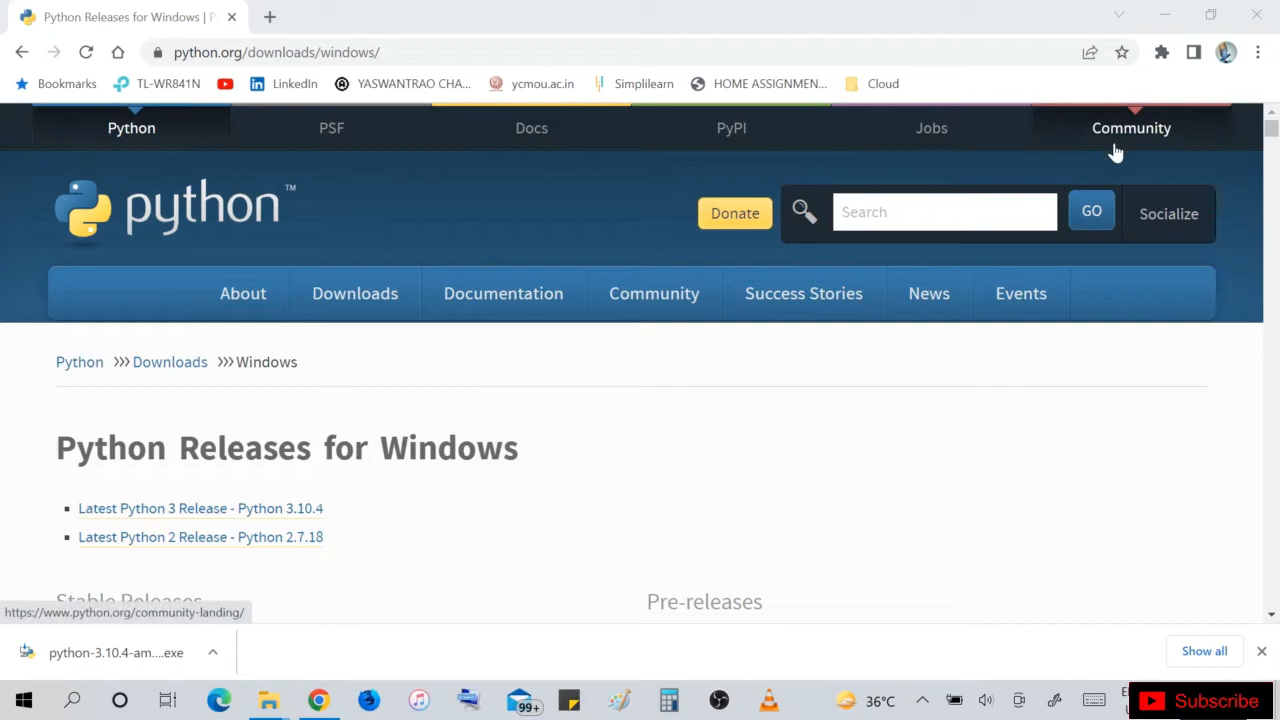 Python Releases for Windows | P
python.org/downloads/windows/
Bookmarks TL-WR841N LinkedIn YASWANTRAO CHA... ycmou.ac.in Simplilearn HOME ASSIGNMEN... Cloud
Python PSF Docs PyPI Jobs Community
python™
Donate Search GO Socialize
About Downloads Documentation Community Success Stories News Events
Python >>> Downloads >>> Windows
Python Releases for Windows
Latest Python 3 Release - Python 3.10.4
Latest Python 2 Release - Python 2.7.18
Stable Releases Pre-releases
https://www.python.org/community-landing/
python-3.10.4-am....exe Show all
99+ 36°C Subscribe